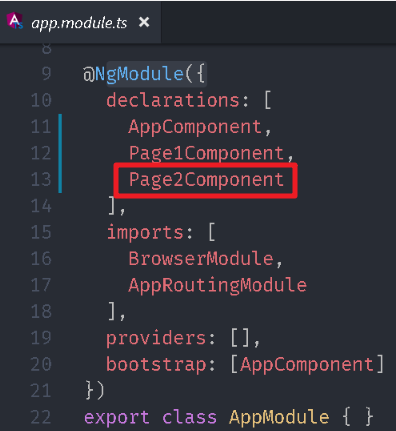 app.module.ts ×
8
9 @NgModule({
10 declarations: [
11 AppComponent,
12 Page1Component,
13 Page2Component
14 ],
15 imports: [
16 BrowserModule,
17 AppRoutingModule
18 ],
19 providers: [],
20 bootstrap: [AppComponent]
21 })
22 export class AppModule { }